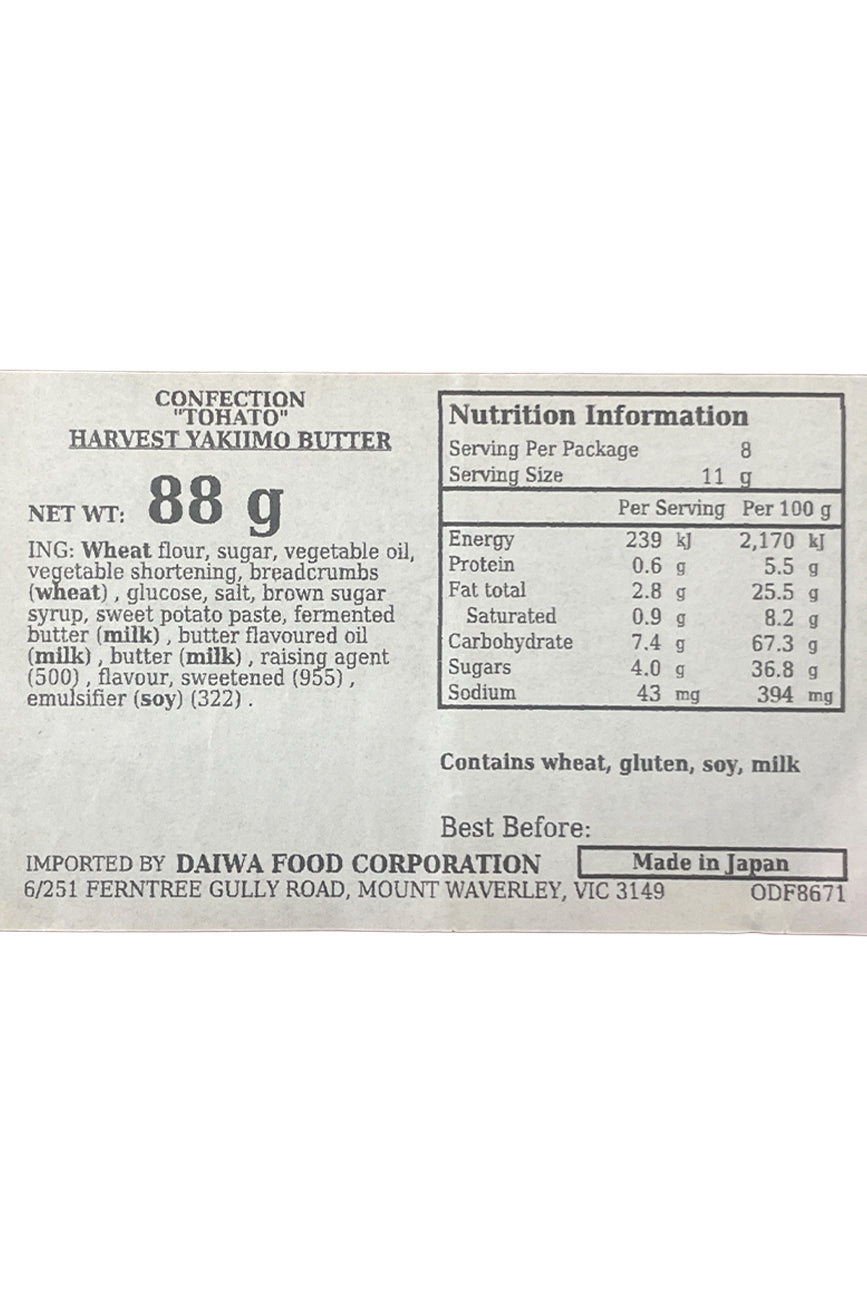 CONFECTION
"TOHATO"
HARVEST YAKIIMO BUTTER
NET WT: 88 g
ING: Wheat flour, sugar, vegetable oil,
vegetable shortening, breadcrumbs
(wheat) , glucose, salt, brown sugar
syrup, sweet potato paste, fermented
butter (milk) , butter flavoured oil
(milk) , butter (milk) , raising agent
(500) , flavour, sweetened (955) ,
emulsifier (soy) (322) .
Nutrition Information
Serving Per Package 8
Serving Size 11 g
Per Serving Per 100 g
Energy 239 kJ 2,170 kJ
Protein 0.6 g 5.5 g
Fat total 2.8 g 25.5 g
Saturated 0.9 g 8.2 g
Carbohydrate 7.4 g 67.3 g
Sugars 4.0 g 36.8 g
Sodium 43 mg 394 mg
Contains wheat, gluten, soy, milk
Best Before:
IMPORTED BY DAIWA FOOD CORPORATION
Made in Japan
6/251 FERNTREE GULLY ROAD, MOUNT WAVERLEY, VIC 3149
ODF8671